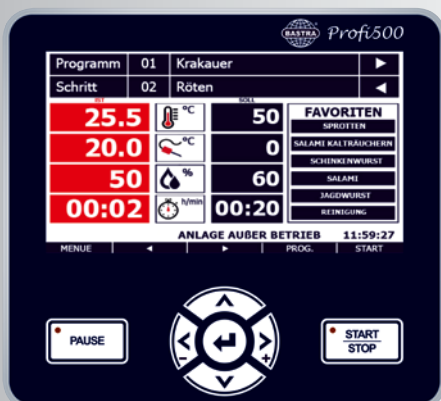 BASTRA Profi500
Programm 01 Krakauer
Schritt 02 Röten
IST SOLL
25.5 °C 50 FAVORITEN
SPROTTEN
20.0 °C 0 SALAMI KALTRÄUCHERN
SCHINKENWURST
50 % 60 SALAMI
JAGDWURST
00:02 h/min 00:20 REINIGUNG
ANLAGE AUßER BETRIEB 11:59:27
MENUE PROG. START
PAUSE
START
STOP
- +